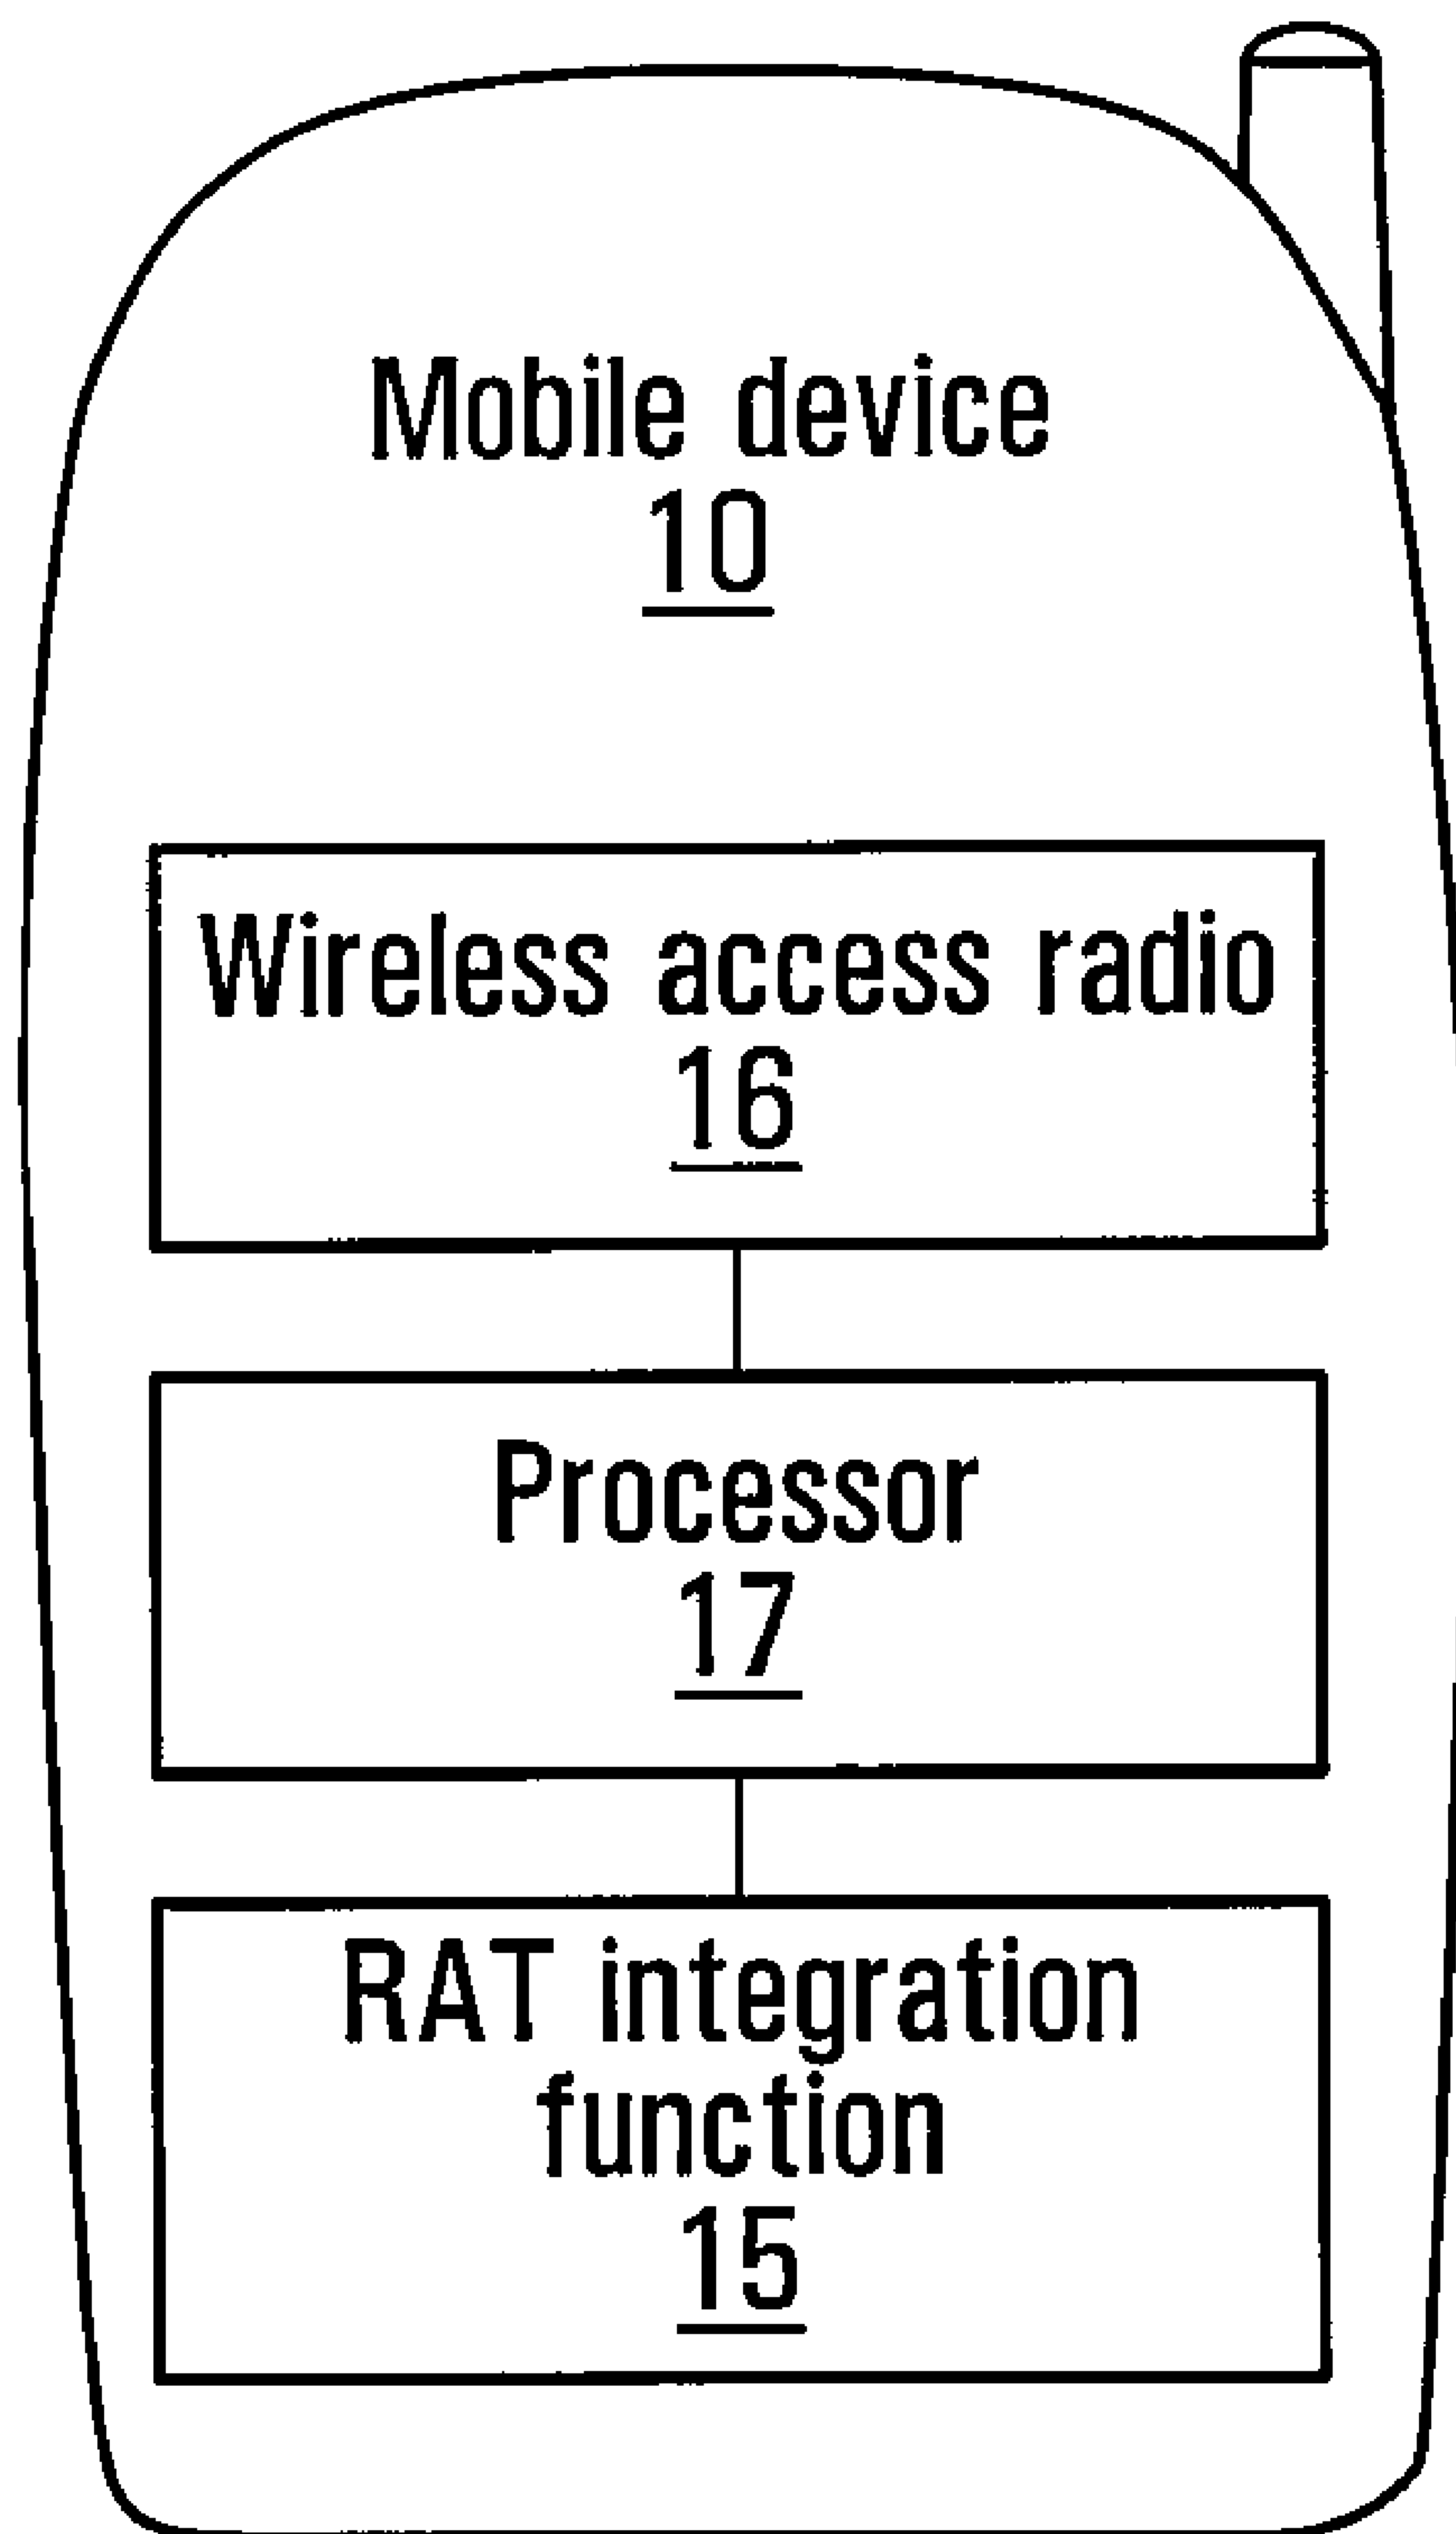 Mobile device
10
Wireless access radio
16
Processor
17
RAT integration
function
15